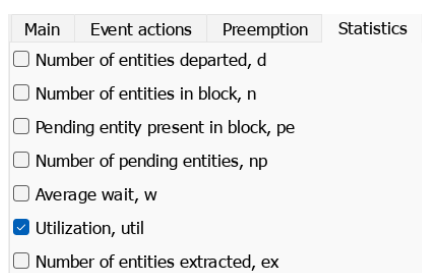 Main Event actions Preemption Statistics
Number of entities departed, d
Number of entities in block, n
Pending entity present in block, pe
Number of pending entities, np
Average wait, w
Utilization, util
Number of entities extracted, ex